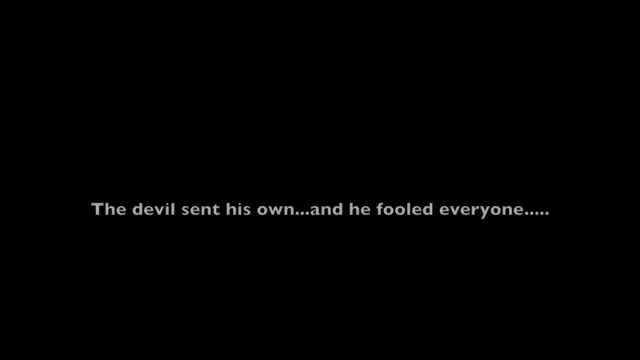 The devil sent his own...and he fooled everyone.....